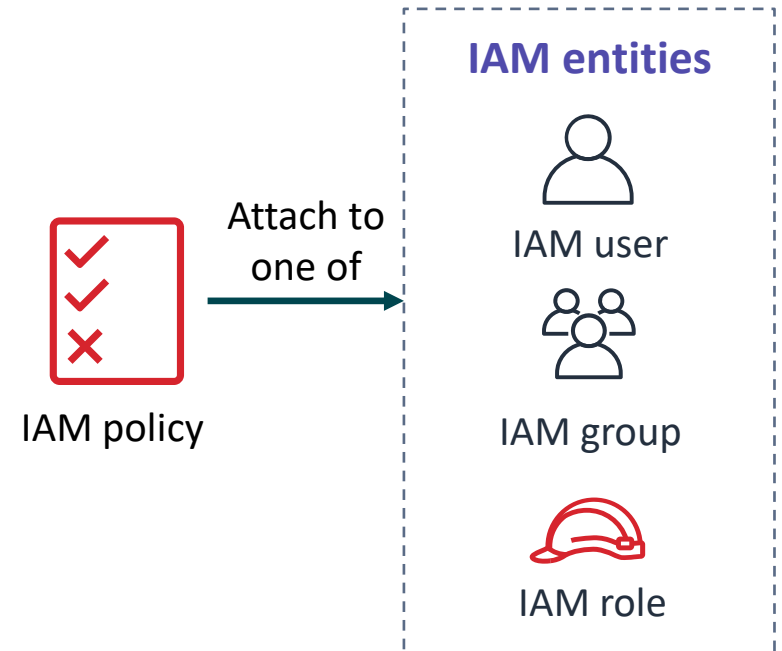 IAM entities
Attach to
one of
IAM user
IAM policy
IAM group
IAM role